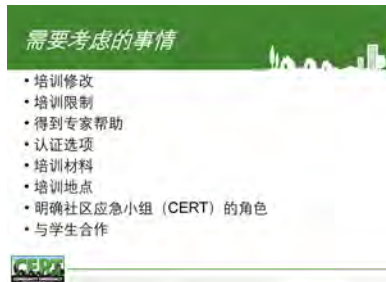 需要考虑的事情
• 培训修改
• 培训限制
• 得到专家帮助
• 认证选项
• 培训材料
• 培训地点
• 明确社区应急小组（CERT）的角色
• 与学生合作
CERT